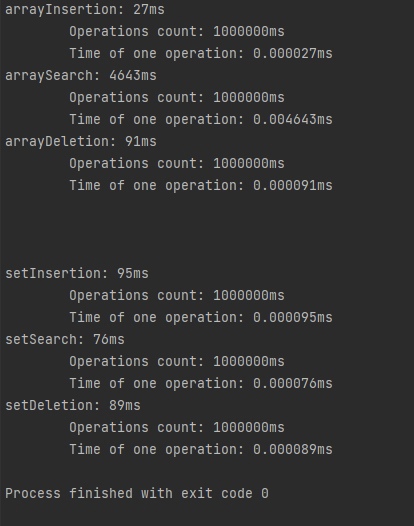 arrayInsertion: 27ms
Operations count: 1000000ms
Time of one operation: 0.000027ms
arraySearch: 4643ms
Operations count: 1000000ms
Time of one operation: 0.004643ms
arrayDeletion: 91ms
Operations count: 1000000ms
Time of one operation: 0.000091ms
setInsertion: 95ms
Operations count: 1000000ms
Time of one operation: 0.000095ms
setSearch: 76ms
Operations count: 1000000ms
Time of one operation: 0.000076ms
setDeletion: 89ms
Operations count: 1000000ms
Time of one operation: 0.000089ms
Process finished with exit code 0